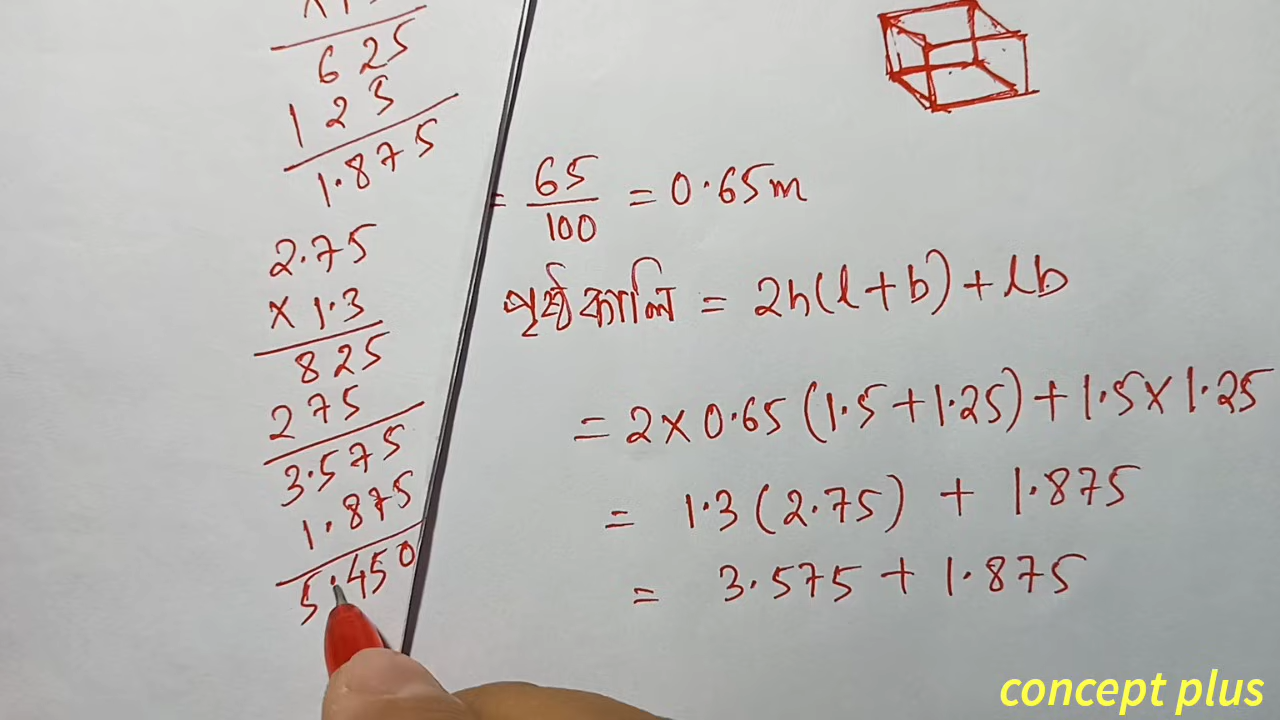 625
123
1.875
2.75
× 1.3
825
275
3.575
1.875
5.450
= 65/100 = 0.65m
পৃষ্ঠকালি = 2h(l+b)+lb
= 2×0.65(1.5+1.25)+1.5×1.25
= 1.3(2.75) + 1.875
= 3.575 + 1.875
concept plus